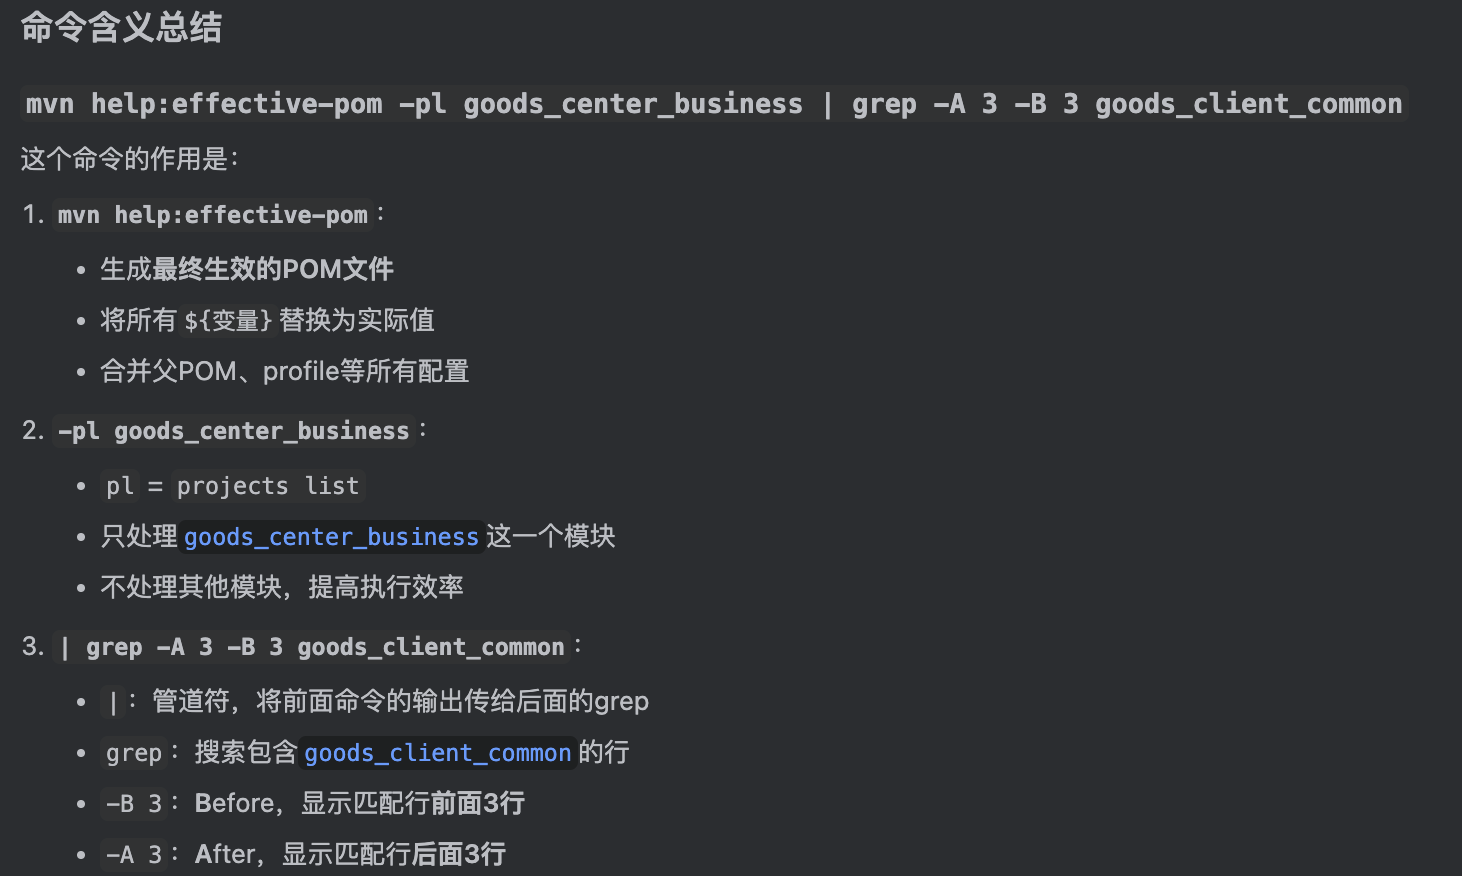 命令含义总结
mvn help:effective-pom -pl goods_center_business | grep -A 3 -B 3 goods_client_common
这个命令的作用是：
1. mvn help:effective-pom：
• 生成最终生效的POM文件
• 将所有 ${变量} 替换为实际值
• 合并父POM、profile等所有配置
2. -pl goods_center_business：
• pl = projects list
• 只处理 goods_center_business 这一个模块
• 不处理其他模块，提高执行效率
3. | grep -A 3 -B 3 goods_client_common：
• |：管道符，将前面命令的输出传给后面的grep
• grep：搜索包含 goods_client_common 的行
• -B 3：Before，显示匹配行前面3行
• -A 3：After，显示匹配行后面3行